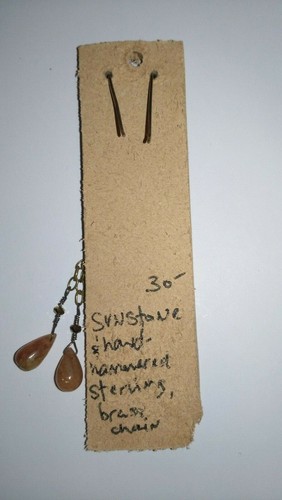 30-
SUNSTONE
& hand-
hammered
sterling,
brass
chain